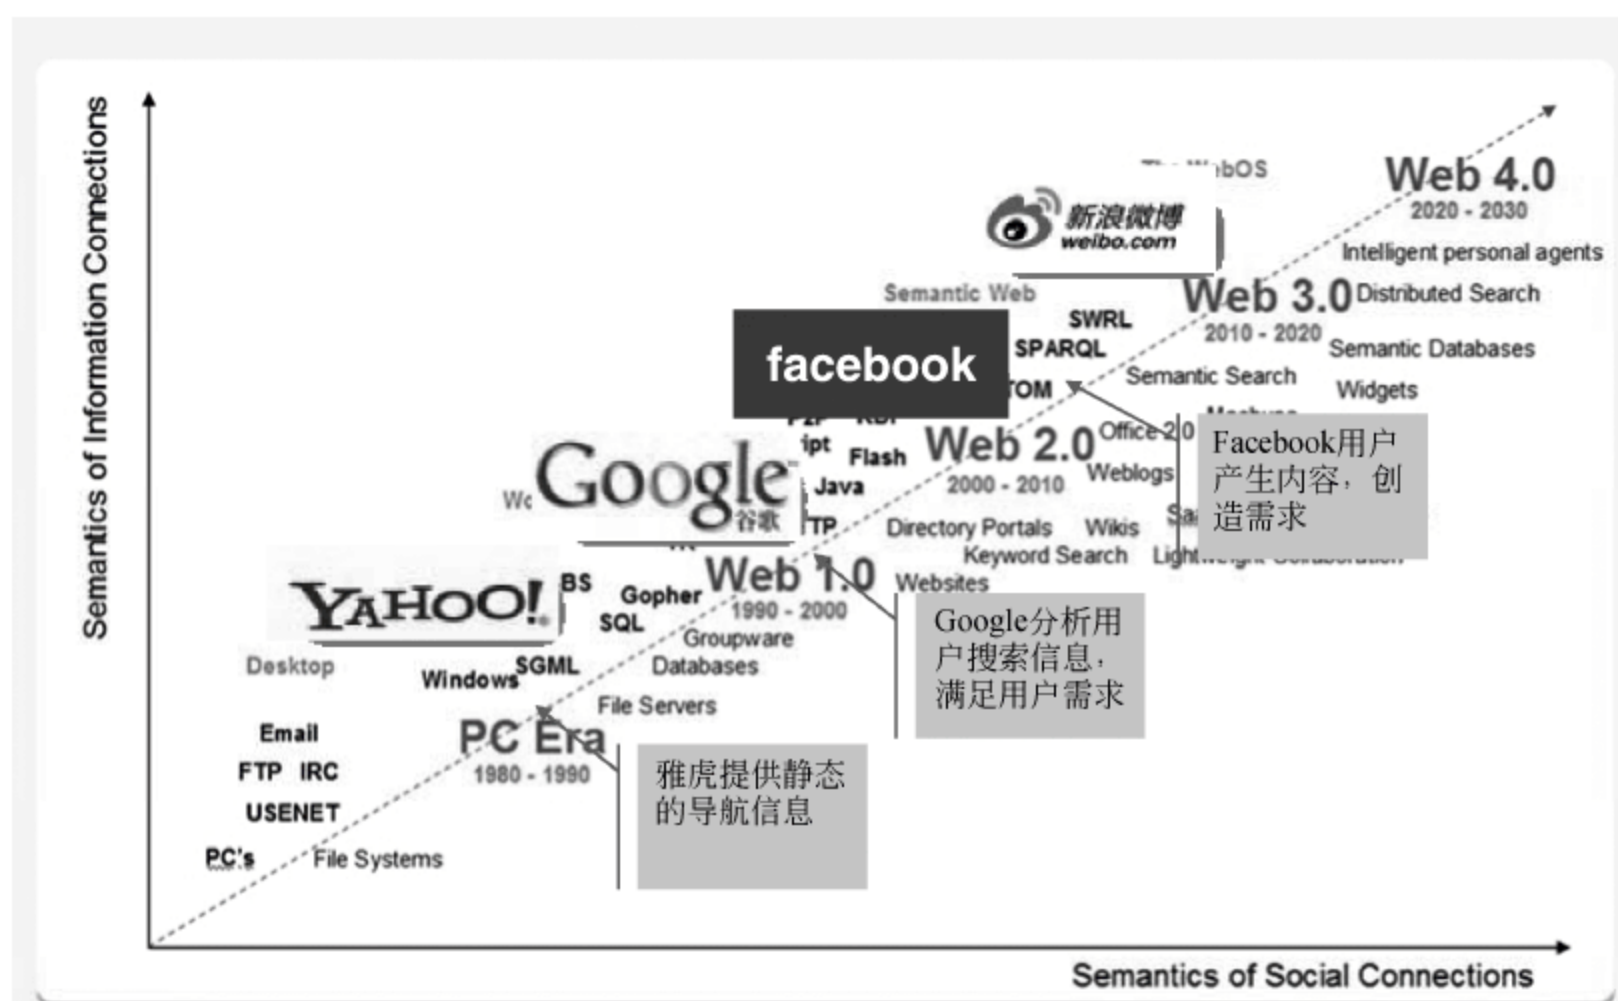 Semantics of Information Connections
WebOS
Web 4.0
2020 - 2030
新浪微博
weibo.com
Intelligent personal agents
Semantic Web
Web 3.0
Distributed Search
2010 - 2020
SWRL
SPARQL
Semantic Databases
facebook
Semantic Search
Widgets
Office 2.0
Facebook用户
产生内容，创
造需求
Flash
Web 2.0
2000 - 2010
Weblogs
Google
谷歌
Java
Directory Portals
Wikis
Keyword Search
Web 1.0
1990 - 2000
Websites
YAHOO!
Gopher
SQL
Groupware
Google分析用
户搜索信息，
满足用户需求
Desktop
Windows
SGML
Databases
File Servers
Email
PC Era
1980 - 1990
FTP IRC
雅虎提供静态
的导航信息
USENET
PC's
File Systems
Semantics of Social Connections